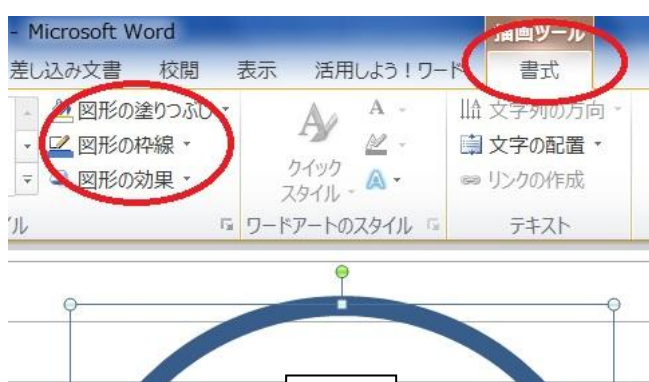 - Microsoft Word
描画ツール
差し込み文書 校閲 表示 活用しよう！ワード 書式
図形の塗りつぶし
図形の枠線
図形の効果
クイック
スタイル
A
A
A
文字列の方向
文字の配置
リンクの作成
イル
ワードアートのスタイル
テキスト